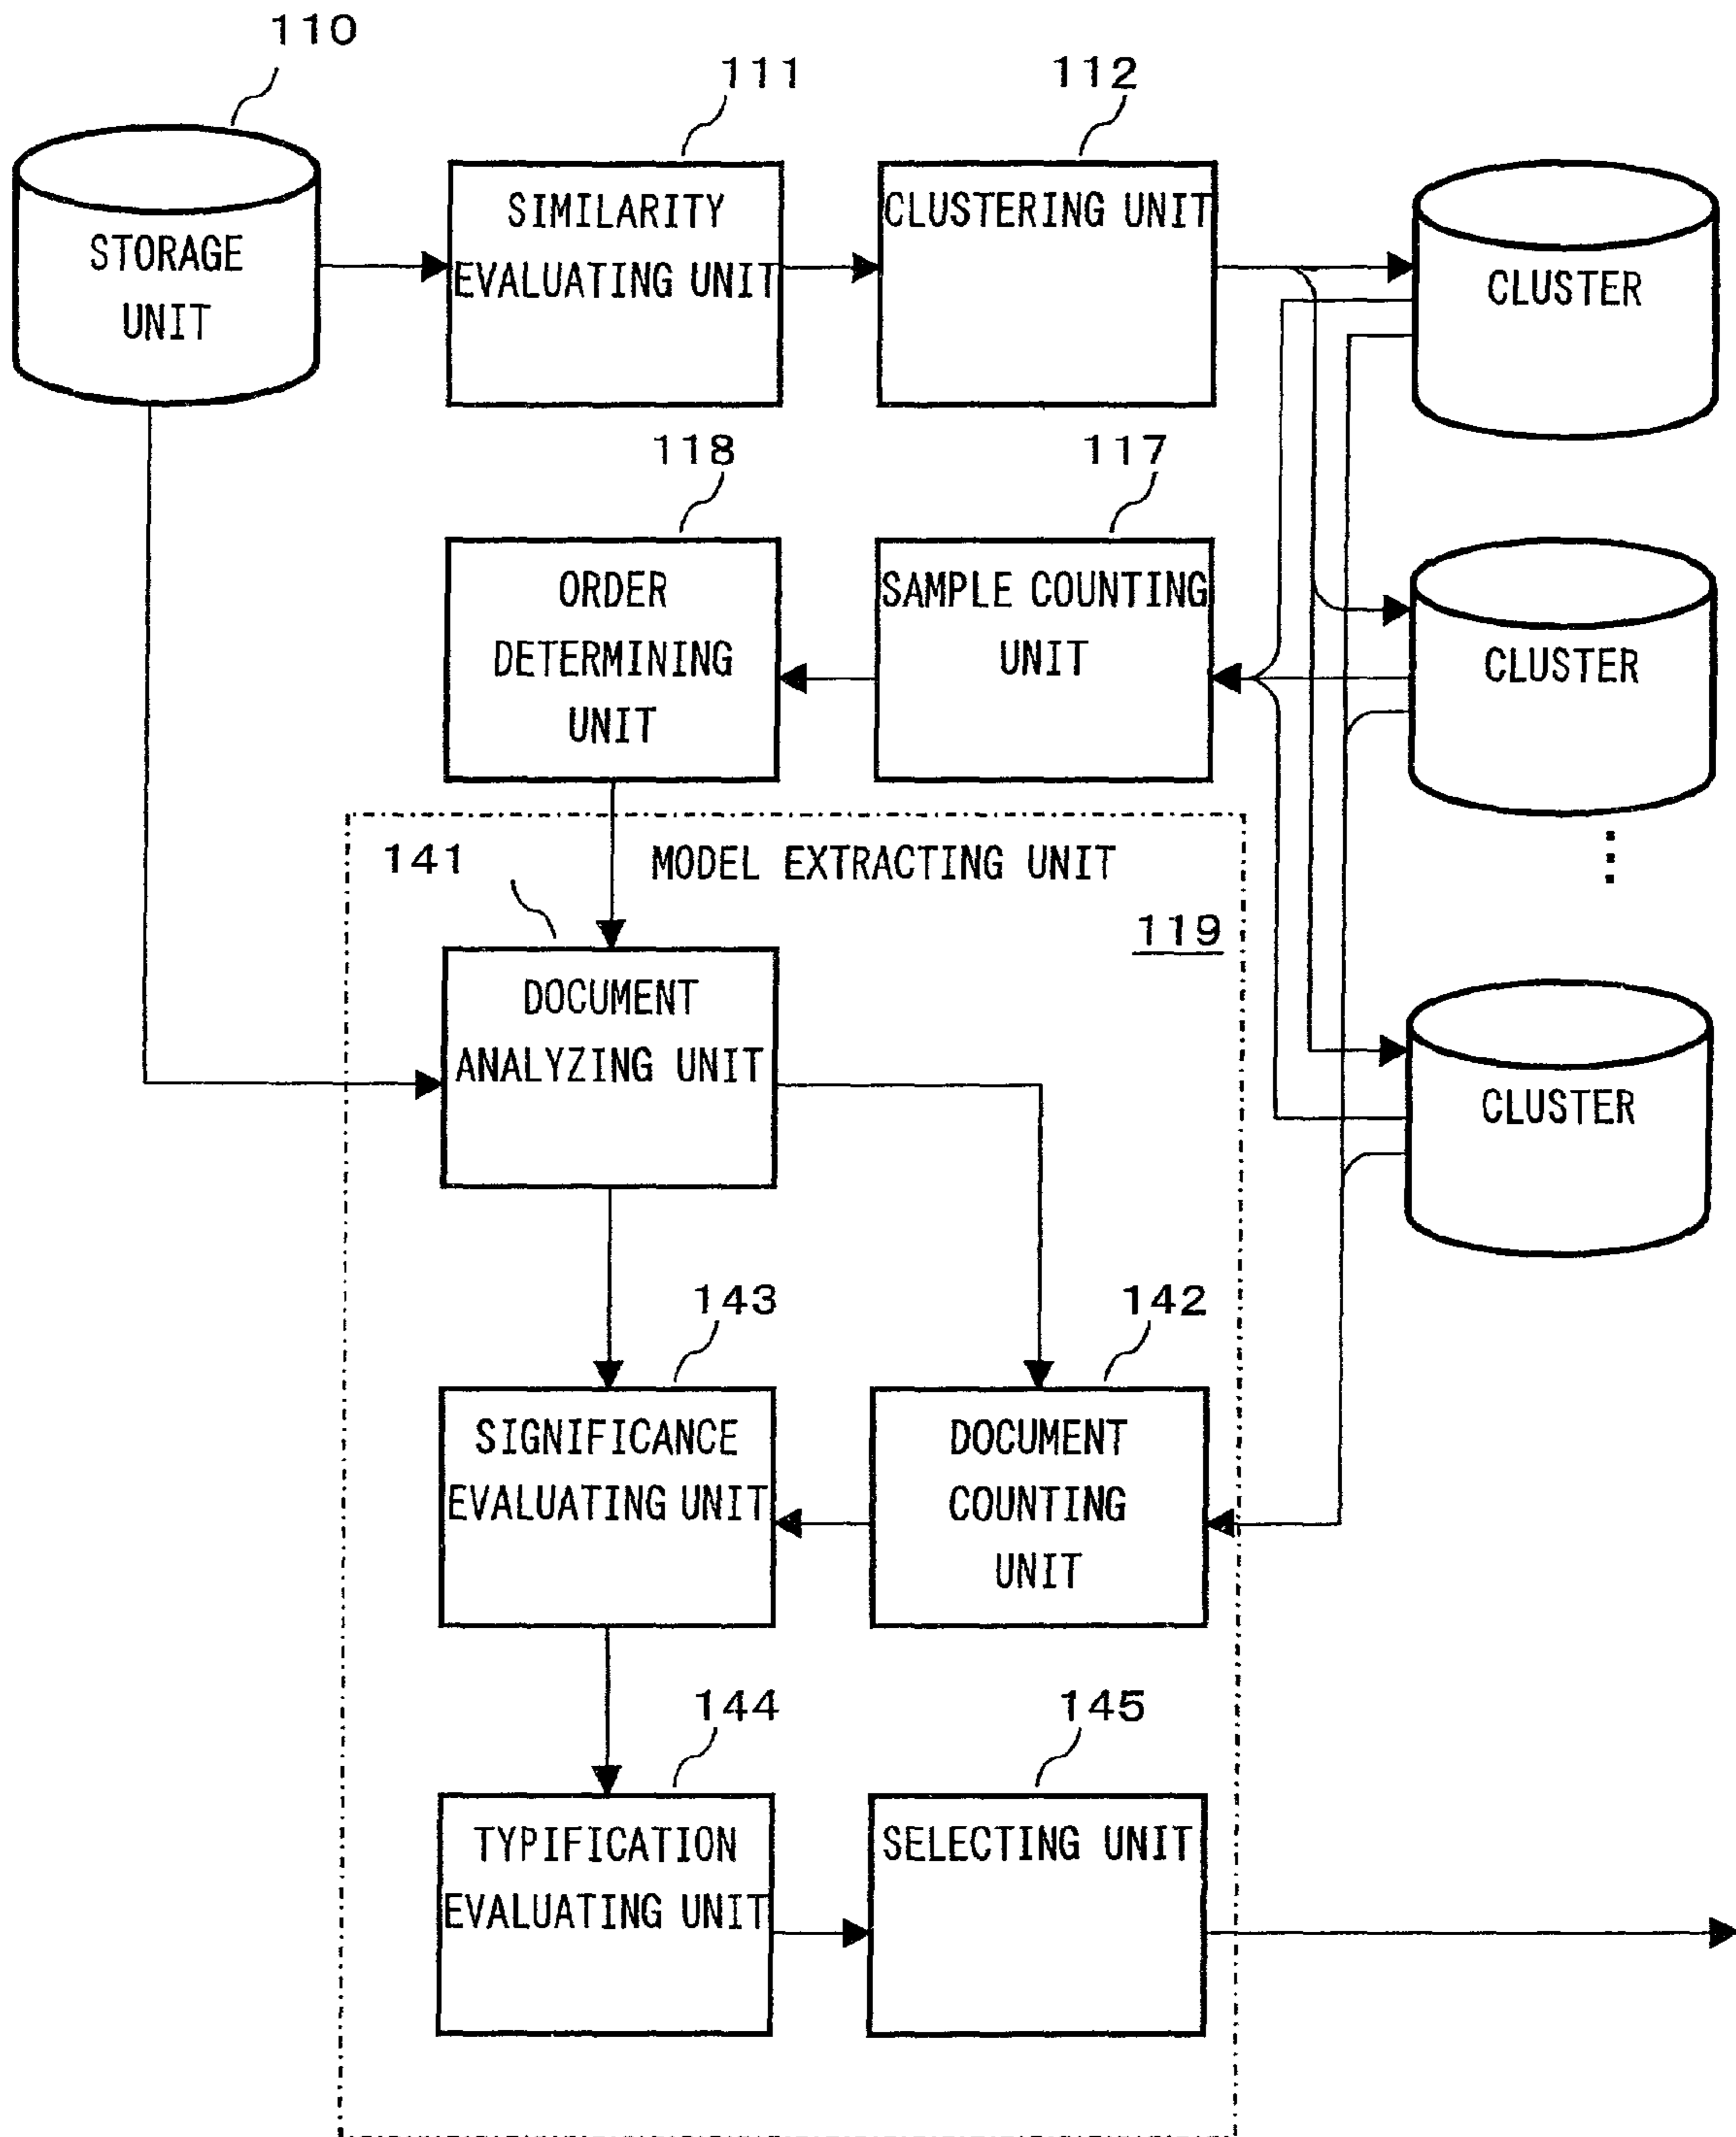 110
111
112
STORAGE
UNIT
SIMILARITY
EVALUATING UNIT
CLUSTERING UNIT
CLUSTER
118
117
ORDER
DETERMINING
UNIT
SAMPLE COUNTING
UNIT
CLUSTER
141
MODEL EXTRACTING UNIT
119
DOCUMENT
ANALYZING UNIT
CLUSTER
143
142
SIGNIFICANCE
EVALUATING UNIT
DOCUMENT
COUNTING
UNIT
144
145
TYPIFICATION
EVALUATING UNIT
SELECTING UNIT